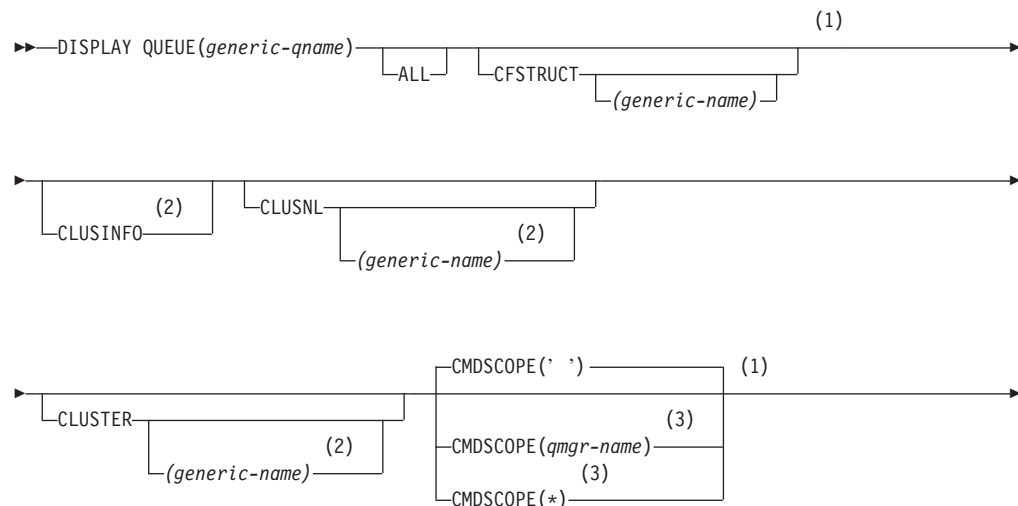 (1)
DISPLAY QUEUE(generic-qname)
ALL
CFSTRUCT
(generic-name)
(2)
CLUSINFO
CLUSNL
(2)
(generic-name)
CMDSCOPE(’ ’)
(1)
CLUSTER
(2)
(generic-name)
(3)
CMDSCOPE(qmgr-name)
(3)
CMDSCOPE(*)